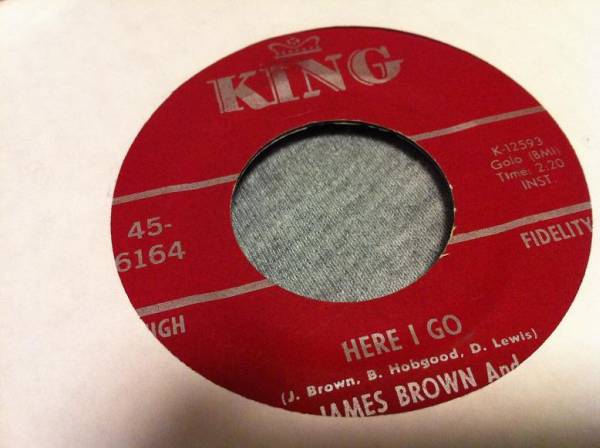 KING
K-12593
Golo (BMI)
Time: 2.20
INST.
45-
6164
FIDELITY
HERE I GO
(J. Brown, B. Hobgood, D. Lewis)
JAMES BROWN And